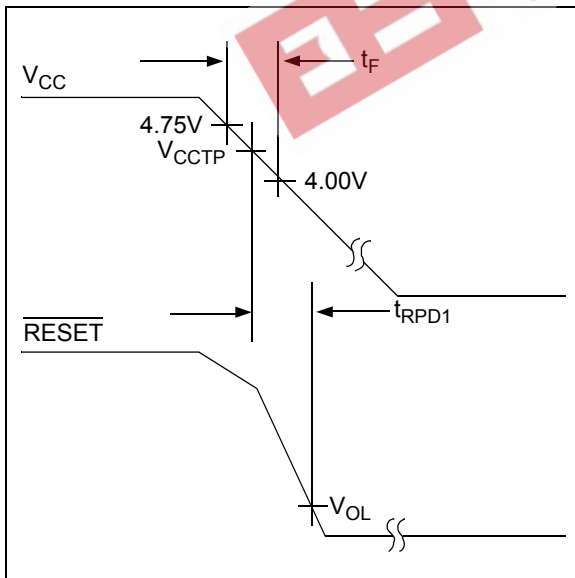 tF
VCC
4.75V
VCCTP
4.00V
RESET
tRPD1
VOL